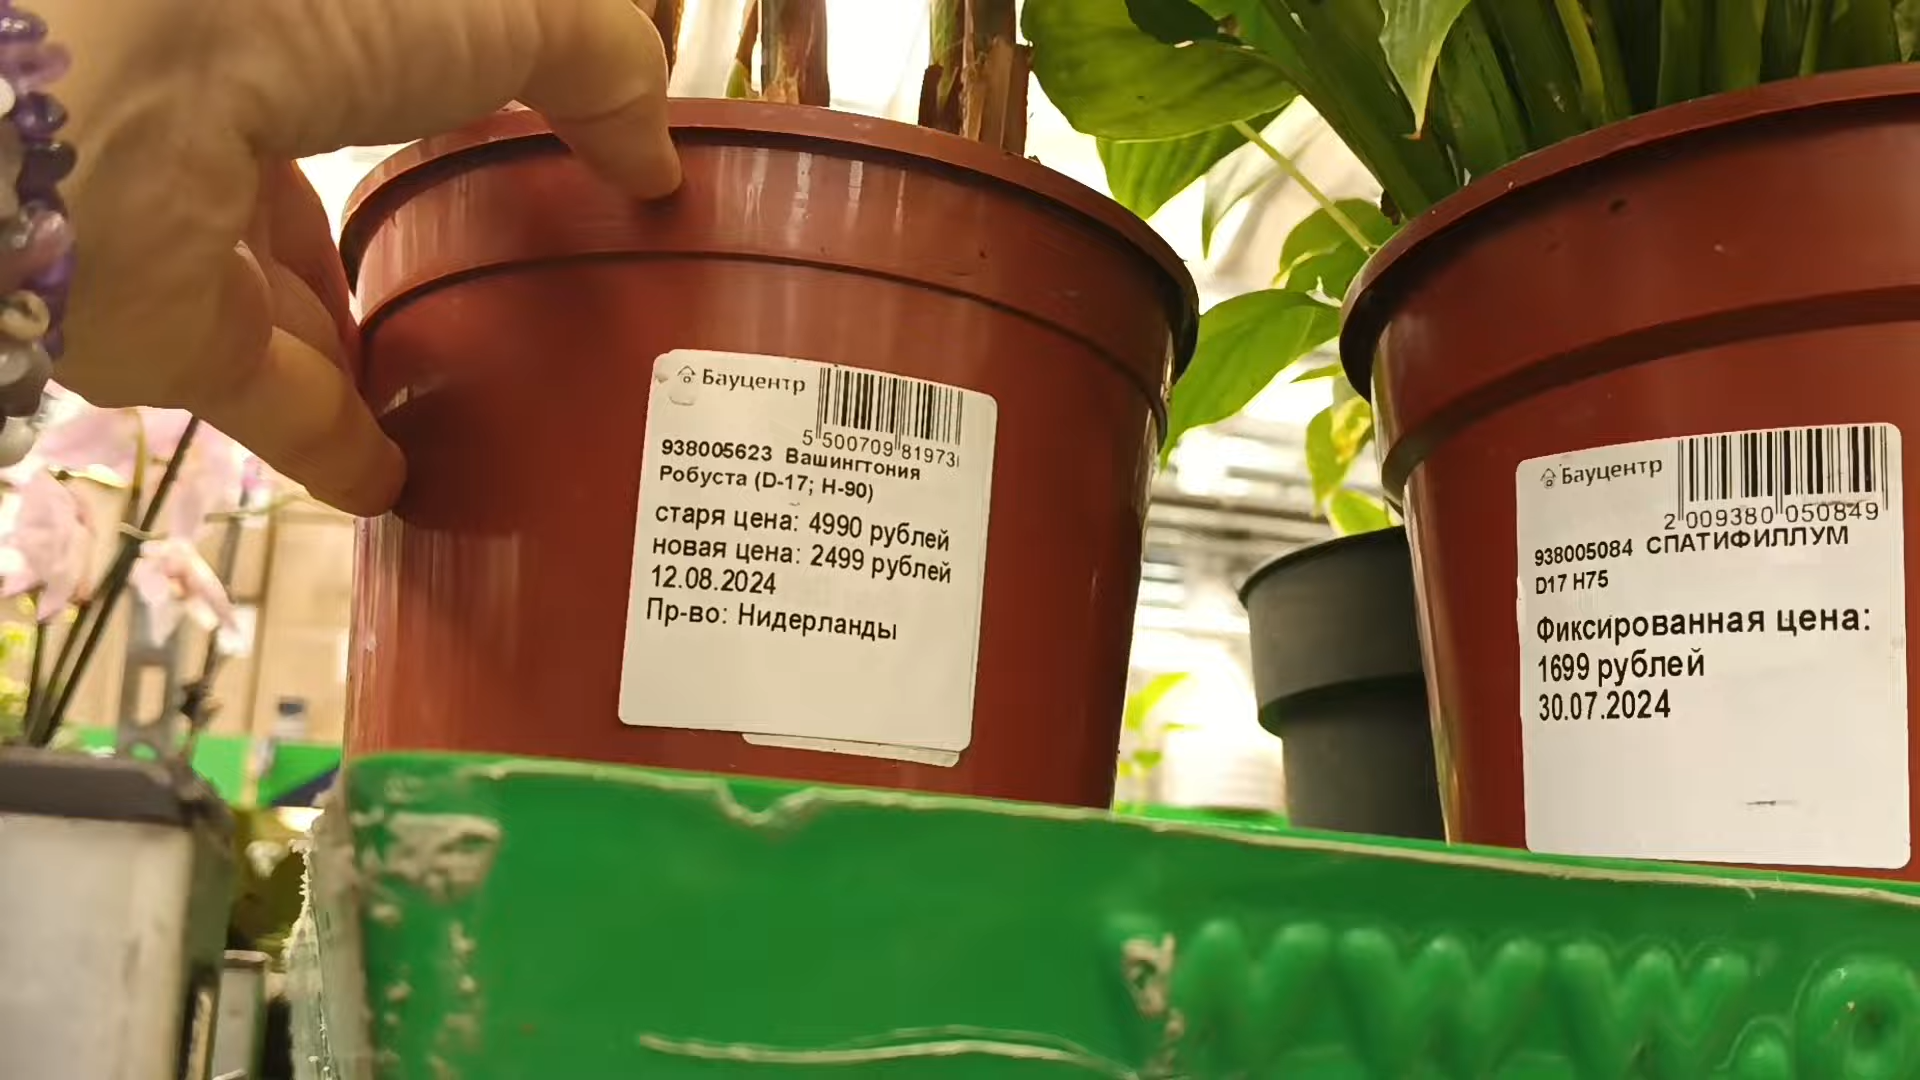 Бауцентр
5 500709 81973
938005623 Вашингтония
Робуста (D-17; H-90)
старя цена: 4990 рублей
новая цена: 2499 рублей
12.08.2024
Пр-во: Нидерланды
Бауцентр
2 009380 050849
938005084 СПАТИФИЛЛУМ
D17 H75
Фиксированная цена:
1699 рублей
30.07.2024
www.